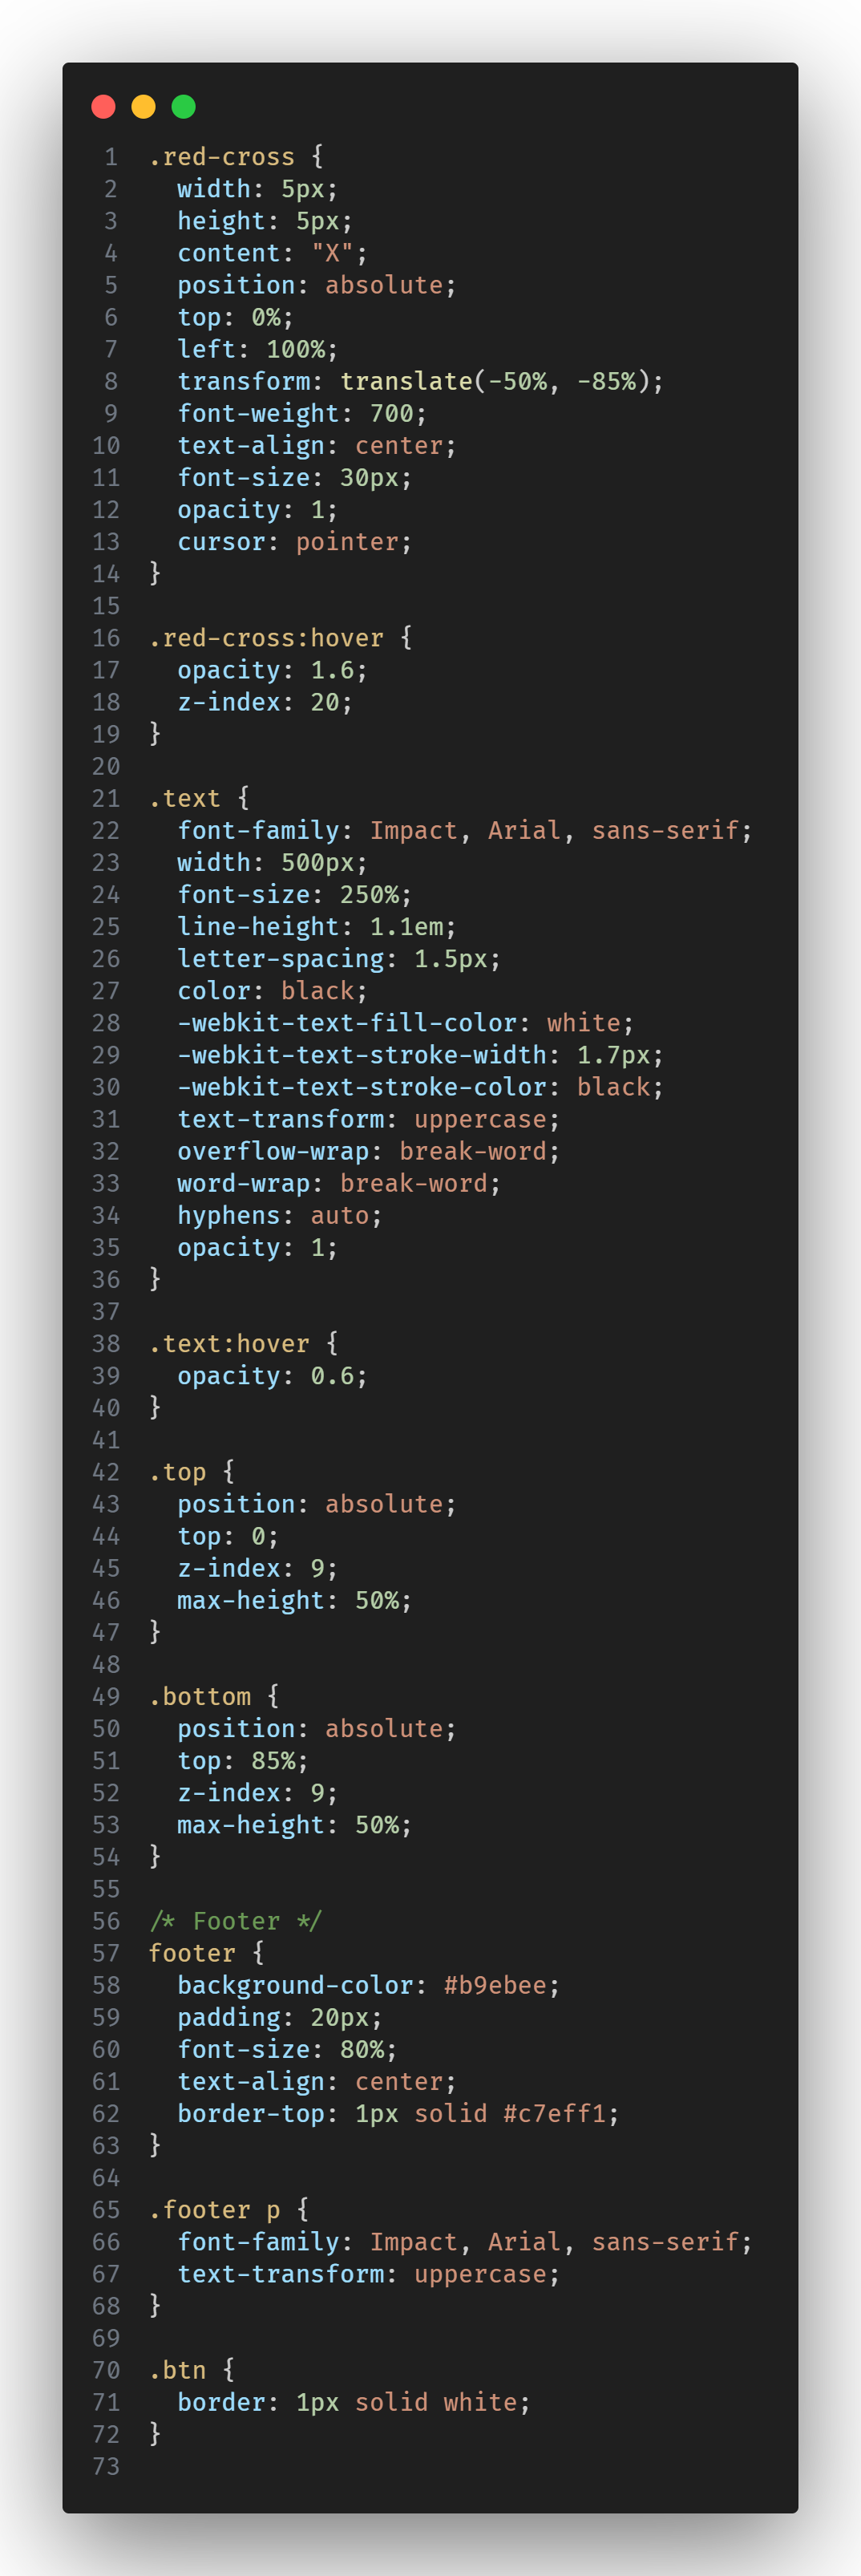 1 .red-cross {
2 width: 5px;
3 height: 5px;
4 content: "X";
5 position: absolute;
6 top: 0%;
7 left: 100%;
8 transform: translate(-50%, -85%);
9 font-weight: 700;
10 text-align: center;
11 font-size: 30px;
12 opacity: 1;
13 cursor: pointer;
14 }
15
16 .red-cross:hover {
17 opacity: 1.6;
18 z-index: 20;
19 }
20
21 .text {
22 font-family: Impact, Arial, sans-serif;
23 width: 500px;
24 font-size: 250%;
25 line-height: 1.1em;
26 letter-spacing: 1.5px;
27 color: black;
28 -webkit-text-fill-color: white;
29 -webkit-text-stroke-width: 1.7px;
30 -webkit-text-stroke-color: black;
31 text-transform: uppercase;
32 overflow-wrap: break-word;
33 word-wrap: break-word;
34 hyphens: auto;
35 opacity: 1;
36 }
37
38 .text:hover {
39 opacity: 0.6;
40 }
41
42 .top {
43 position: absolute;
44 top: 0;
45 z-index: 9;
46 max-height: 50%;
47 }
48
49 .bottom {
50 position: absolute;
51 top: 85%;
52 z-index: 9;
53 max-height: 50%;
54 }
55
56 /* Footer */
57 footer {
58 background-color: #b9ebee;
59 padding: 20px;
60 font-size: 80%;
61 text-align: center;
62 border-top: 1px solid #c7eff1;
63 }
64
65 .footer p {
66 font-family: Impact, Arial, sans-serif;
67 text-transform: uppercase;
68 }
69
70 .btn {
71 border: 1px solid white;
72 }
73